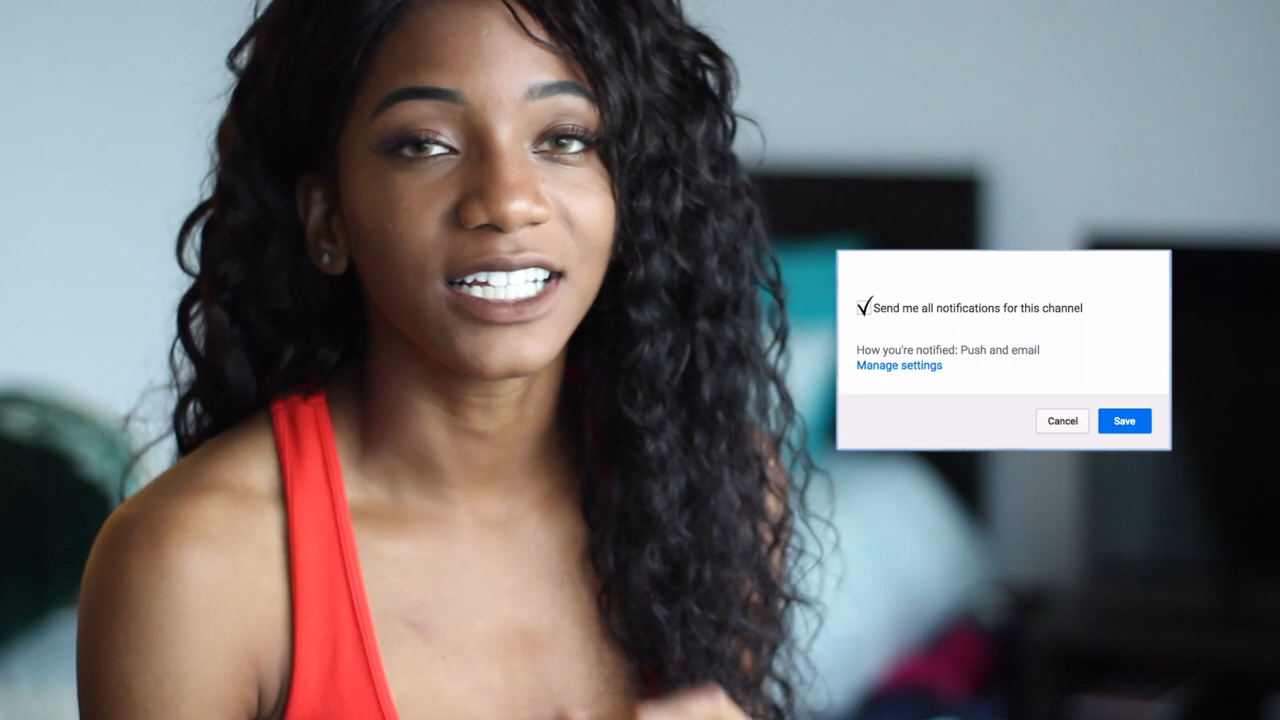 Send me all notifications for this channel
How you're notified: Push and email
Manage settings
Cancel
Save